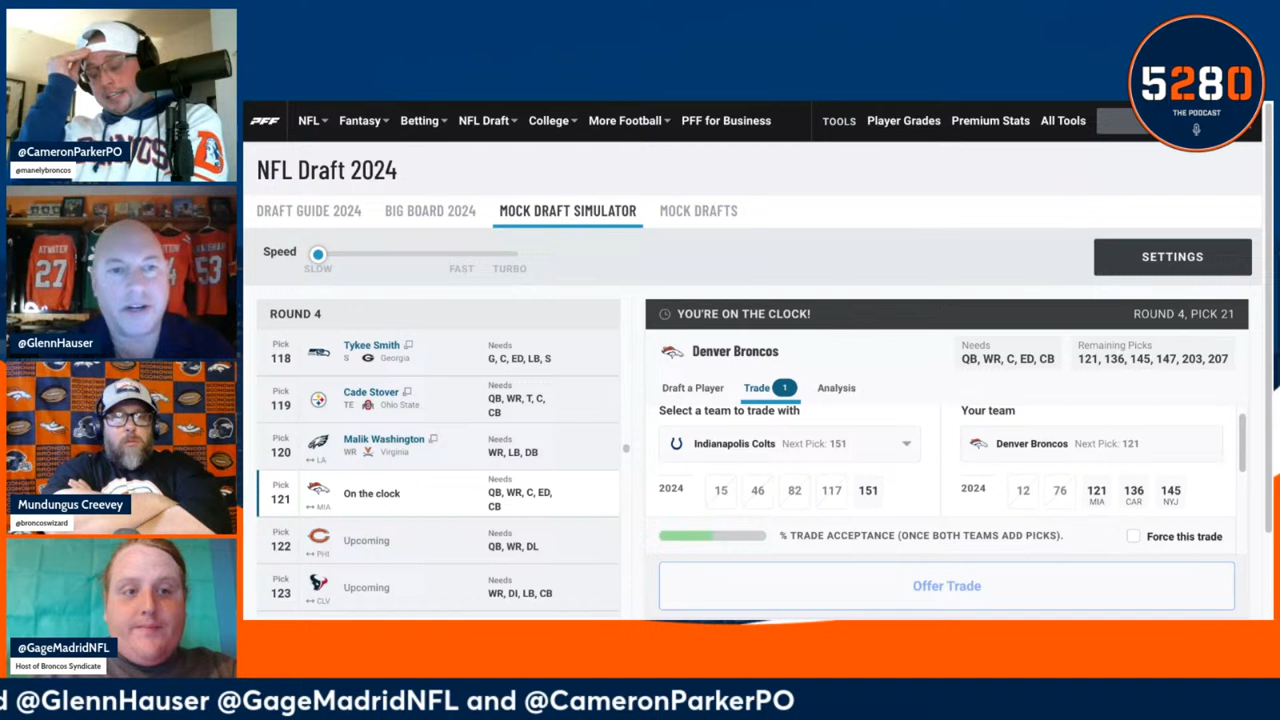 @CameronParkerPO
@manelybroncos
ATWATER
27
53
@GlennHauser
Mundungus Creevey
@broncoswizard
@GageMadridNFL
Host of Broncos Syndicate
5280
THE PODCAST
PFF NFL Fantasy Betting NFL Draft College More Football PFF for Business TOOLS Player Grades Premium Stats All Tools
NFL Draft 2024
DRAFT GUIDE 2024 BIG BOARD 2024 MOCK DRAFT SIMULATOR MOCK DRAFTS
Speed
SLOW FAST TURBO
SETTINGS
ROUND 4
Pick 118 Tykee Smith S G Georgia Needs G, C, ED, LB, S
Pick 119 Cade Stover TE Ohio State Needs QB, WR, T, C, CB
Pick 120 ↔ LA Malik Washington WR Virginia Needs WR, LB, DB
Pick 121 ↔ MIA On the clock Needs QB, WR, C, ED, CB
Pick 122 ↔ PHI Upcoming Needs QB, WR, DL
Pick 123 ↔ CLV Upcoming Needs WR, DI, LB, CB
YOU'RE ON THE CLOCK! ROUND 4, PICK 21
Denver Broncos
Needs
QB, WR, C, ED, CB
Remaining Picks
121, 136, 145, 147, 203, 207
Draft a Player Trade 1 Analysis
Select a team to trade with
Indianapolis Colts Next Pick: 151
2024 15 46 82 117 151
Your team
Denver Broncos Next Pick: 121
2024 12 76 121 MIA 136 CAR 145 NYJ
% TRADE ACCEPTANCE (ONCE BOTH TEAMS ADD PICKS).
Force this trade
Offer Trade
@GlennHauser @GageMadridNFL and @CameronParkerPO